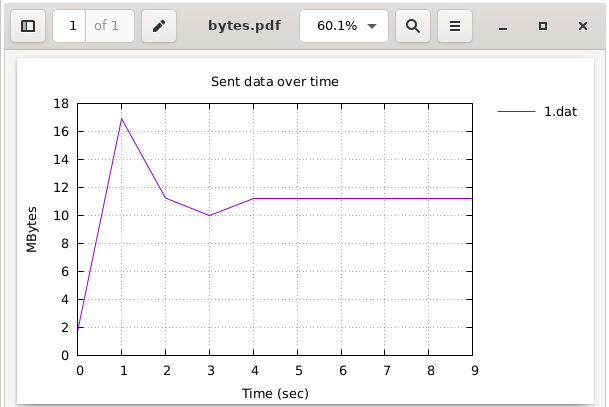 1 of 1 bytes.pdf 60.1%
Sent data over time
1.dat
18
16
14
12
10
8
6
4
2
0
MBytes
0 1 2 3 4 5 6 7 8 9
Time (sec)